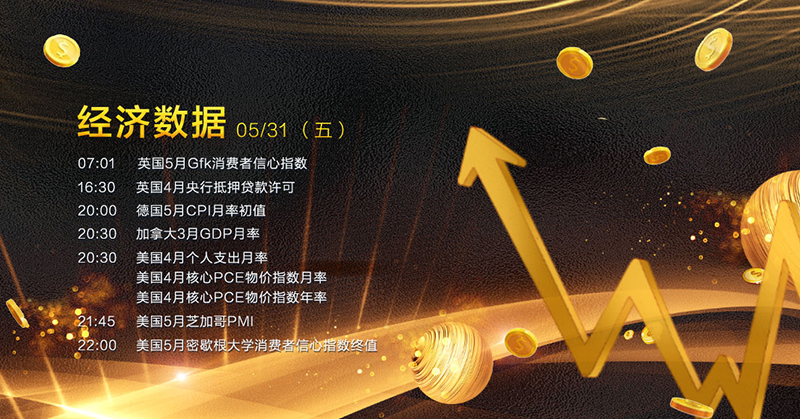 经济数据 05/31（五）
07:01 英国5月Gfk消费者信心指数
16:30 英国4月央行抵押贷款许可
20:00 德国5月CPI月率初值
20:30 加拿大3月GDP月率
20:30 美国4月个人支出月率
美国4月核心PCE物价指数月率
美国4月核心PCE物价指数年率
21:45 美国5月芝加哥PMI
22:00 美国5月密歇根大学消费者信心指数终值